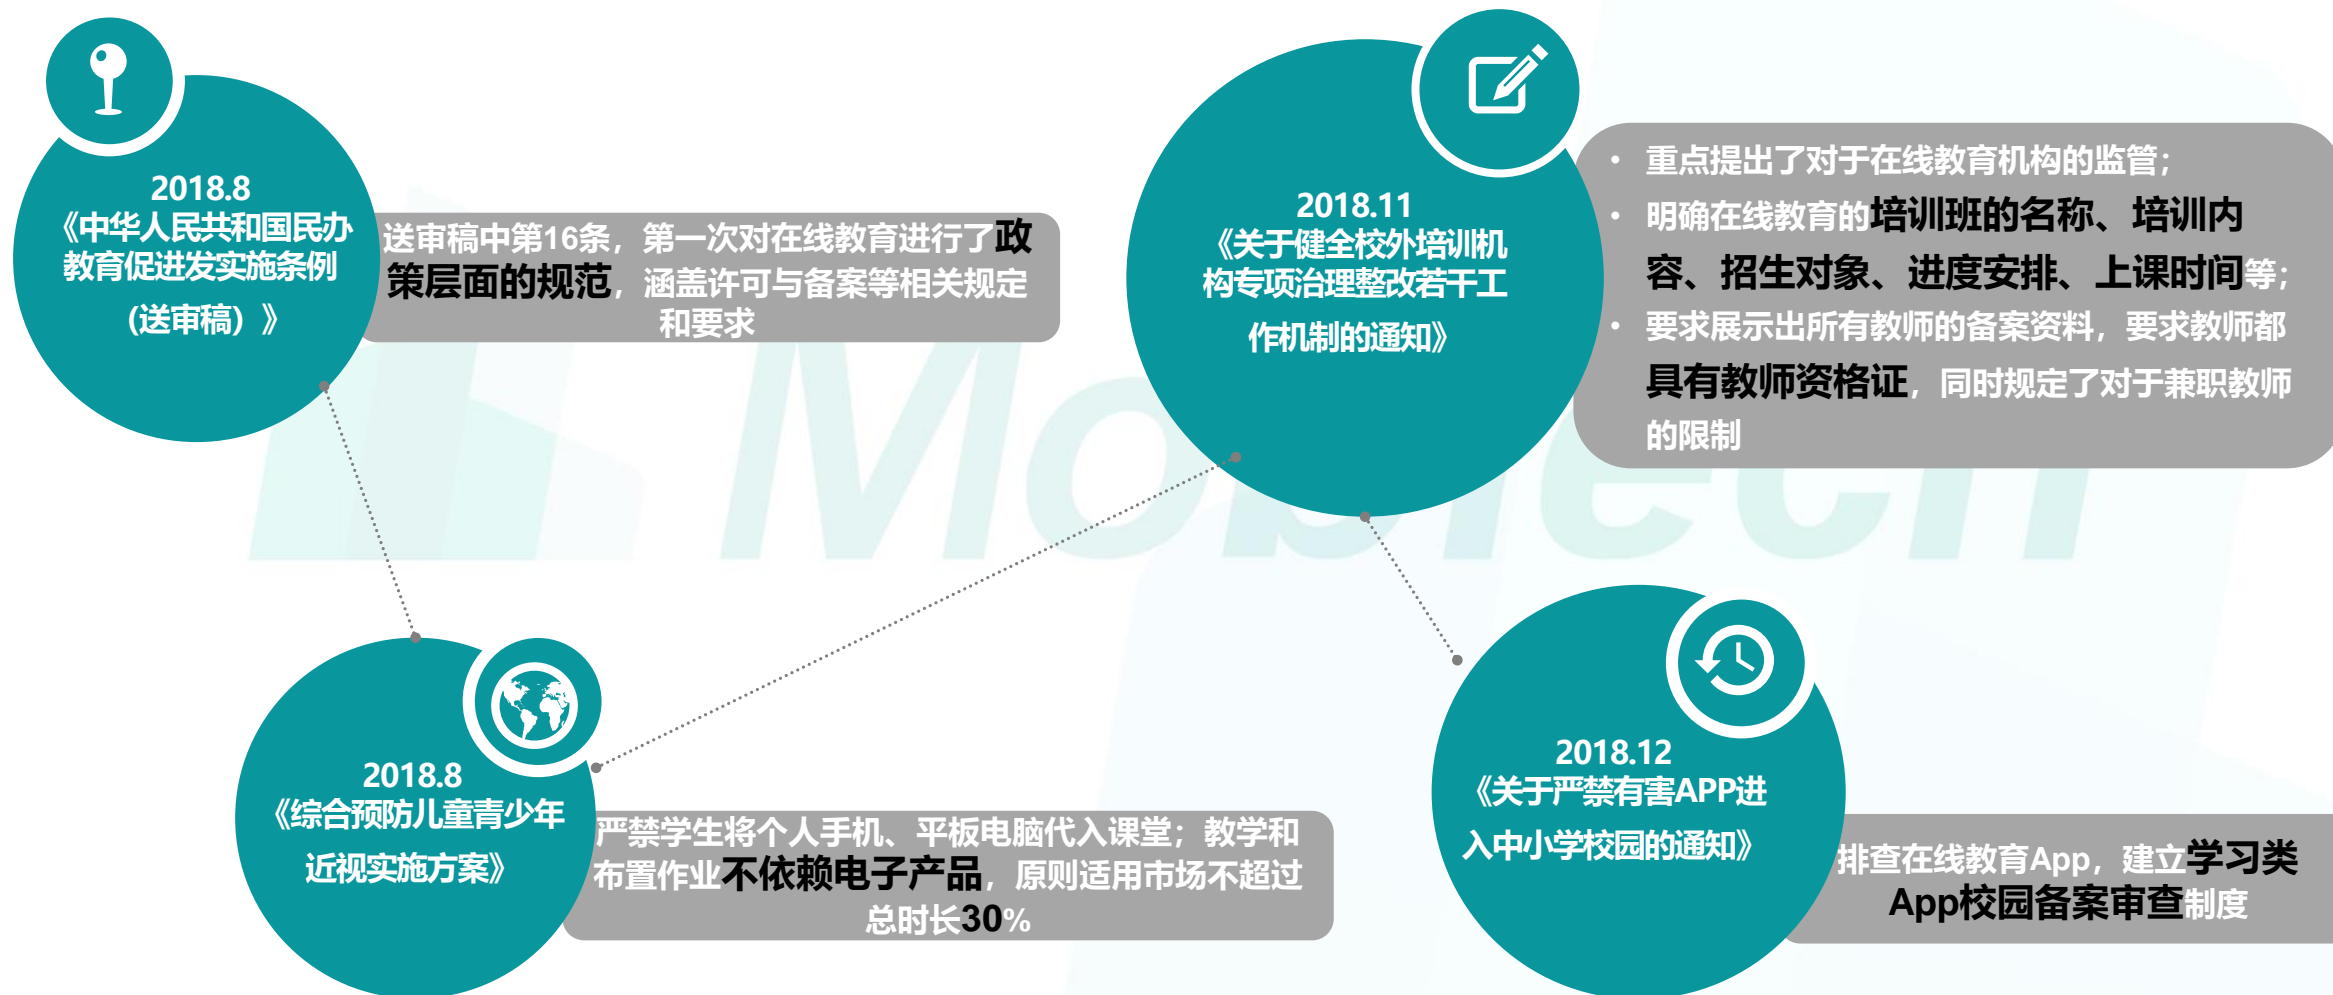 2018.8
《中华人民共和国民办
教育促进发实施条例
（送审稿）》
送审稿中第16条，第一次对在线教育进行了政
策层面的规范，涵盖许可与备案等相关规定
和要求
2018.8
《综合预防儿童青少年
近视实施方案》
严禁学生将个人手机、平板电脑代入课堂；教学和
布置作业不依赖电子产品，原则适用市场不超过
总时长30%
2018.11
《关于健全校外培训机
构专项治理整改若干工
作机制的通知》
• 重点提出了对于在线教育机构的监管；
• 明确在线教育的培训班的名称、培训内
容、招生对象、进度安排、上课时间等；
• 要求展示出所有教师的备案资料，要求教师都
具有教师资格证，同时规定了对于兼职教师
的限制
2018.12
《关于严禁有害APP进
入中小学校园的通知》
排查在线教育App，建立学习类
App校园备案审查制度
MobTech